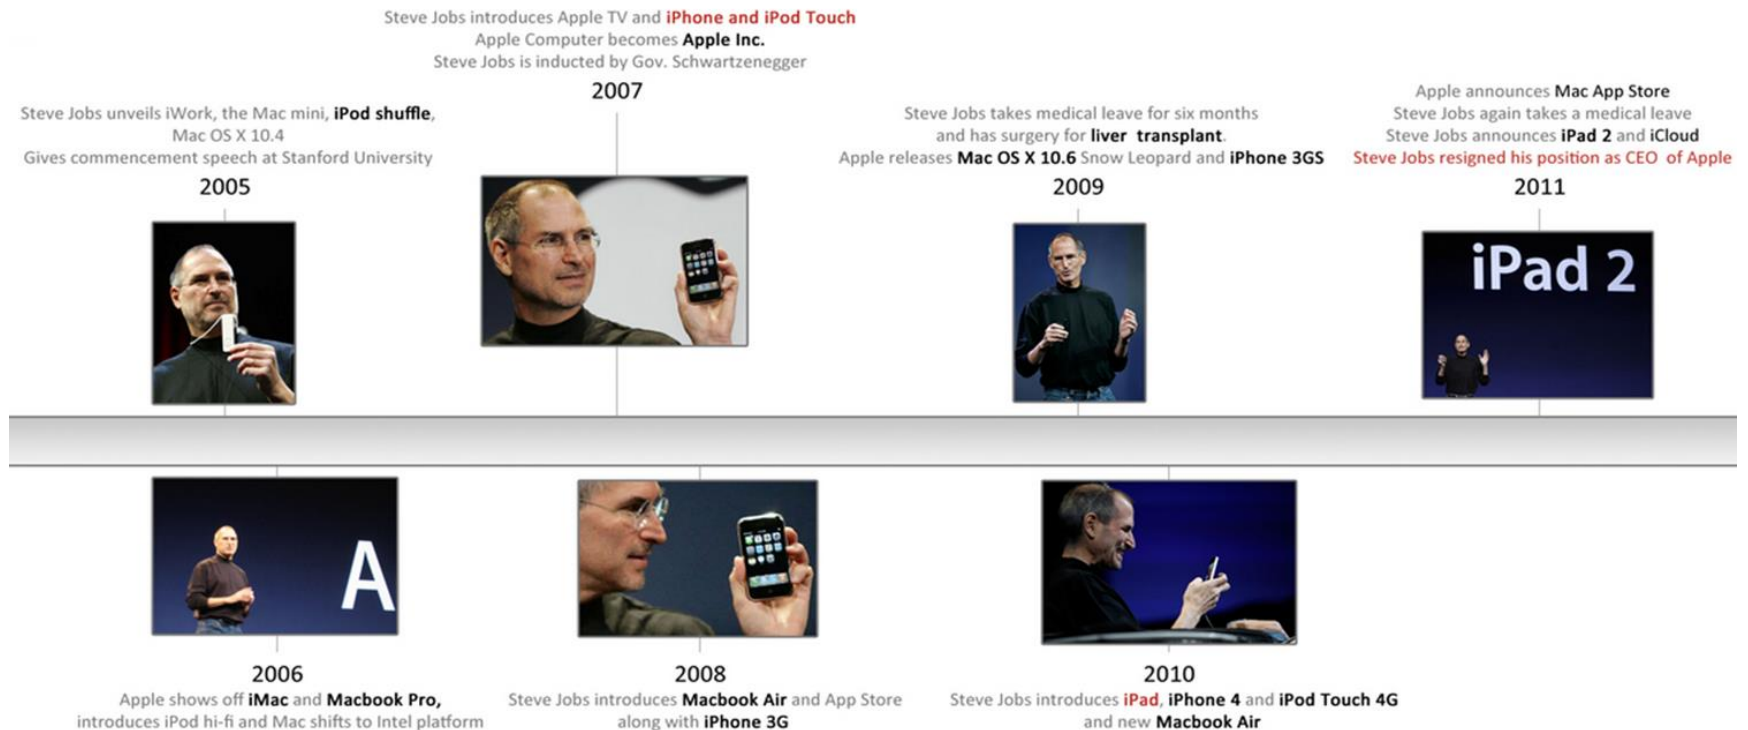 Steve Jobs introduces Apple TV and iPhone and iPod Touch
Apple Computer becomes Apple Inc.
Steve Jobs is inducted by Gov. Schwartzenegger
2007
Steve Jobs unveils iWork, the Mac mini, iPod shuffle,
Mac OS X 10.4
Gives commencement speech at Stanford University
2005
Steve Jobs takes medical leave for six months
and has surgery for liver transplant.
Apple releases Mac OS X 10.6 Snow Leopard and iPhone 3GS
2009
Apple announces Mac App Store
Steve Jobs again takes a medical leave
Steve Jobs announces iPad 2 and iCloud
Steve Jobs resigned his position as CEO of Apple
2011
iPad 2
A
2006
Apple shows off iMac and Macbook Pro,
introduces iPod hi-fi and Mac shifts to Intel platform
2008
Steve Jobs introduces Macbook Air and App Store
along with iPhone 3G
2010
Steve Jobs introduces iPad, iPhone 4 and iPod Touch 4G
and new Macbook Air